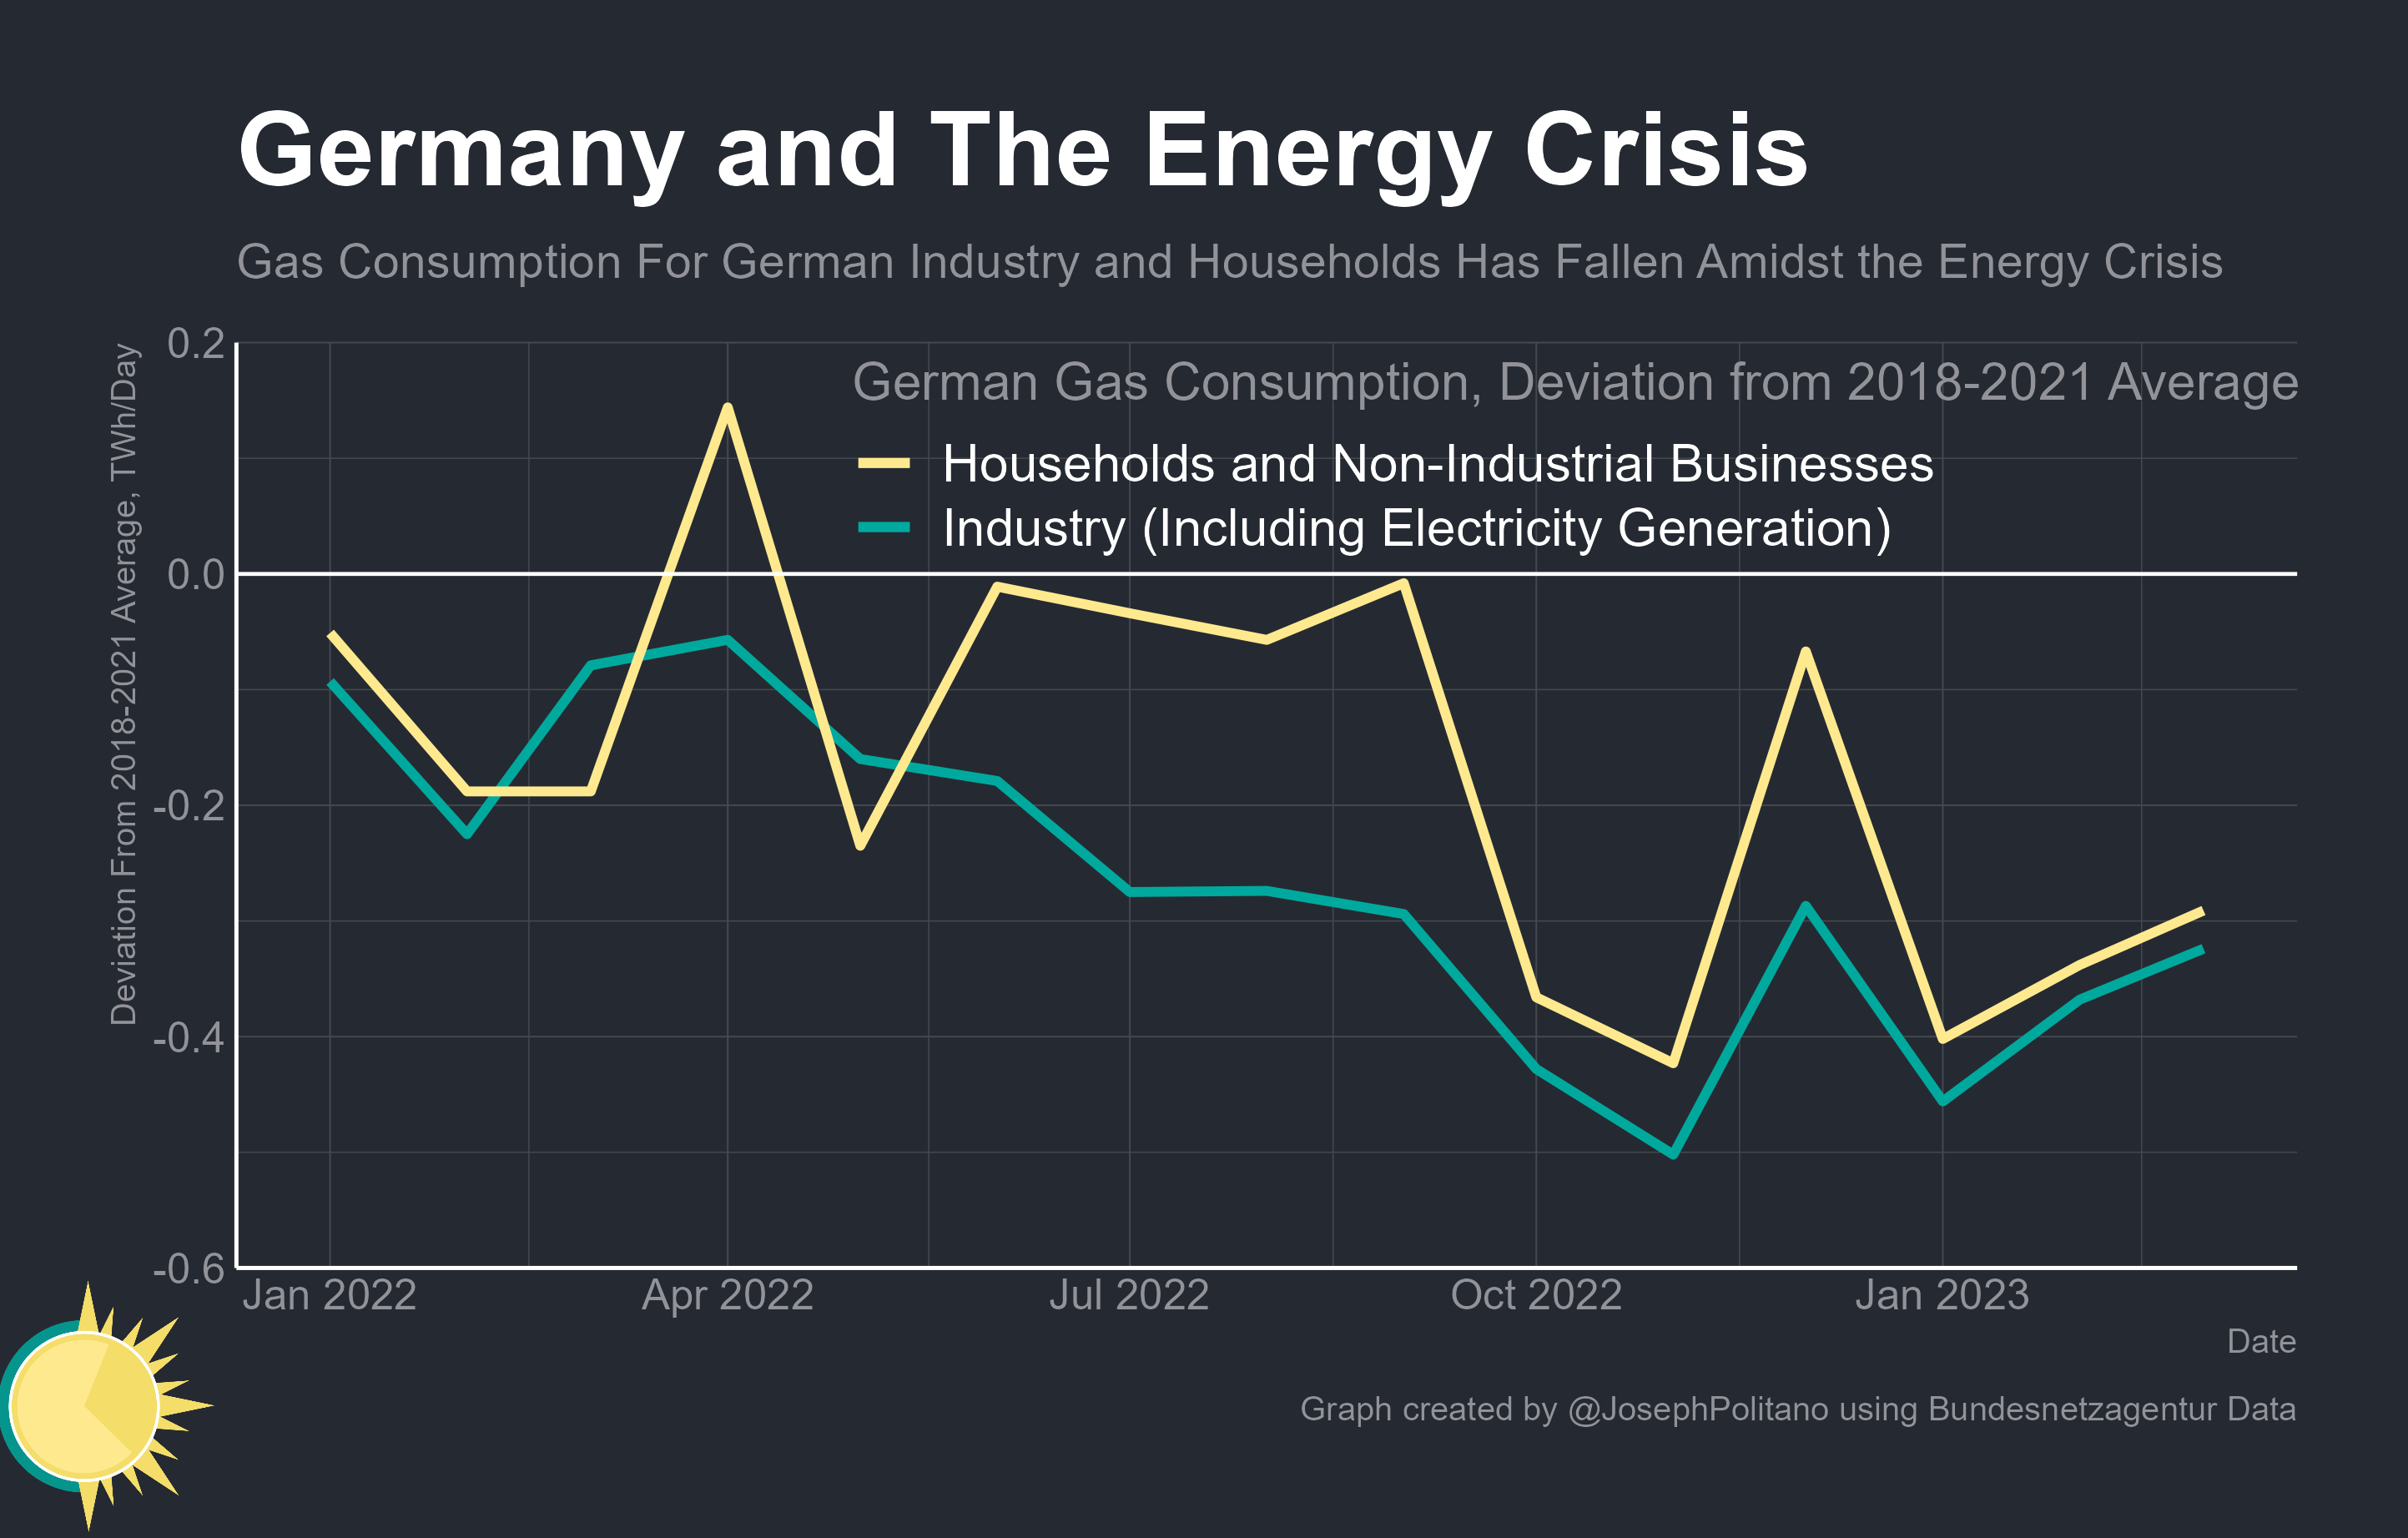 Germany and The Energy Crisis
Gas Consumption For German Industry and Households Has Fallen Amidst the Energy Crisis
Deviation From 2018-2021 Average, TWh/Day
0.2
0.0
-0.2
-0.4
-0.6
German Gas Consumption, Deviation from 2018-2021 Average
Households and Non-Industrial Businesses
Industry (Including Electricity Generation)
Jan 2022
Apr 2022
Jul 2022
Oct 2022
Jan 2023
Date
Graph created by @JosephPolitano using Bundesnetzagentur Data